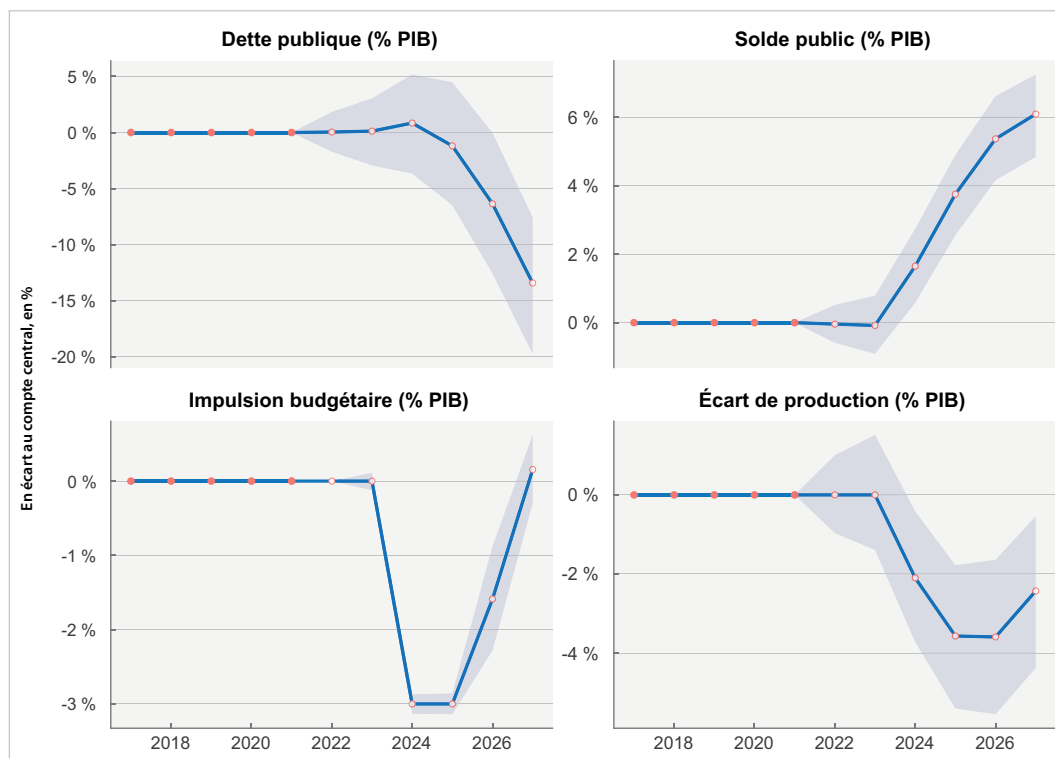 Dette publique (% PIB)
5 %
0 %
-5 %
-10 %
-15 %
-20 %
Solde public (% PIB)
6 %
4 %
2 %
0 %
En écart au compte central, en %
Impulsion budgétaire (% PIB)
0 %
-1 %
-2 %
-3 %
2018 2020 2022 2024 2026
Écart de production (% PIB)
0 %
-2 %
-4 %
2018 2020 2022 2024 2026